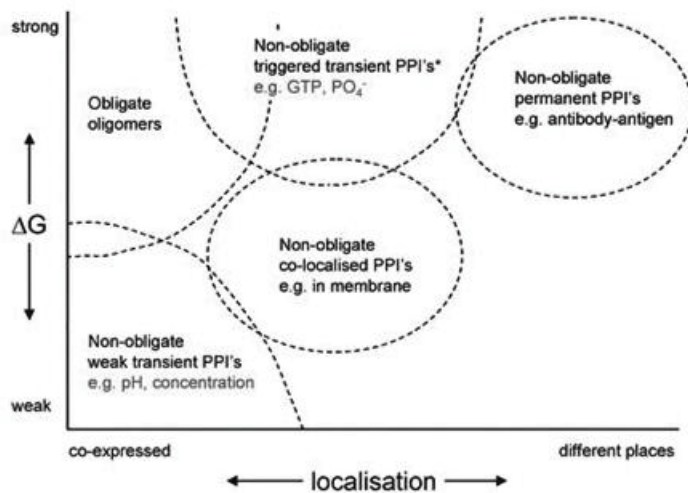 strong
Non-obligate
triggered transient PPI's*
e.g. GTP, PO₄⁻
Non-obligate
permanent PPI's
e.g. antibody-antigen
Obligate
oligomers
ΔG
Non-obligate
co-localised PPI's
e.g. in membrane
Non-obligate
weak transient PPI's
e.g. pH, concentration
weak
co-expressed
different places
localisation